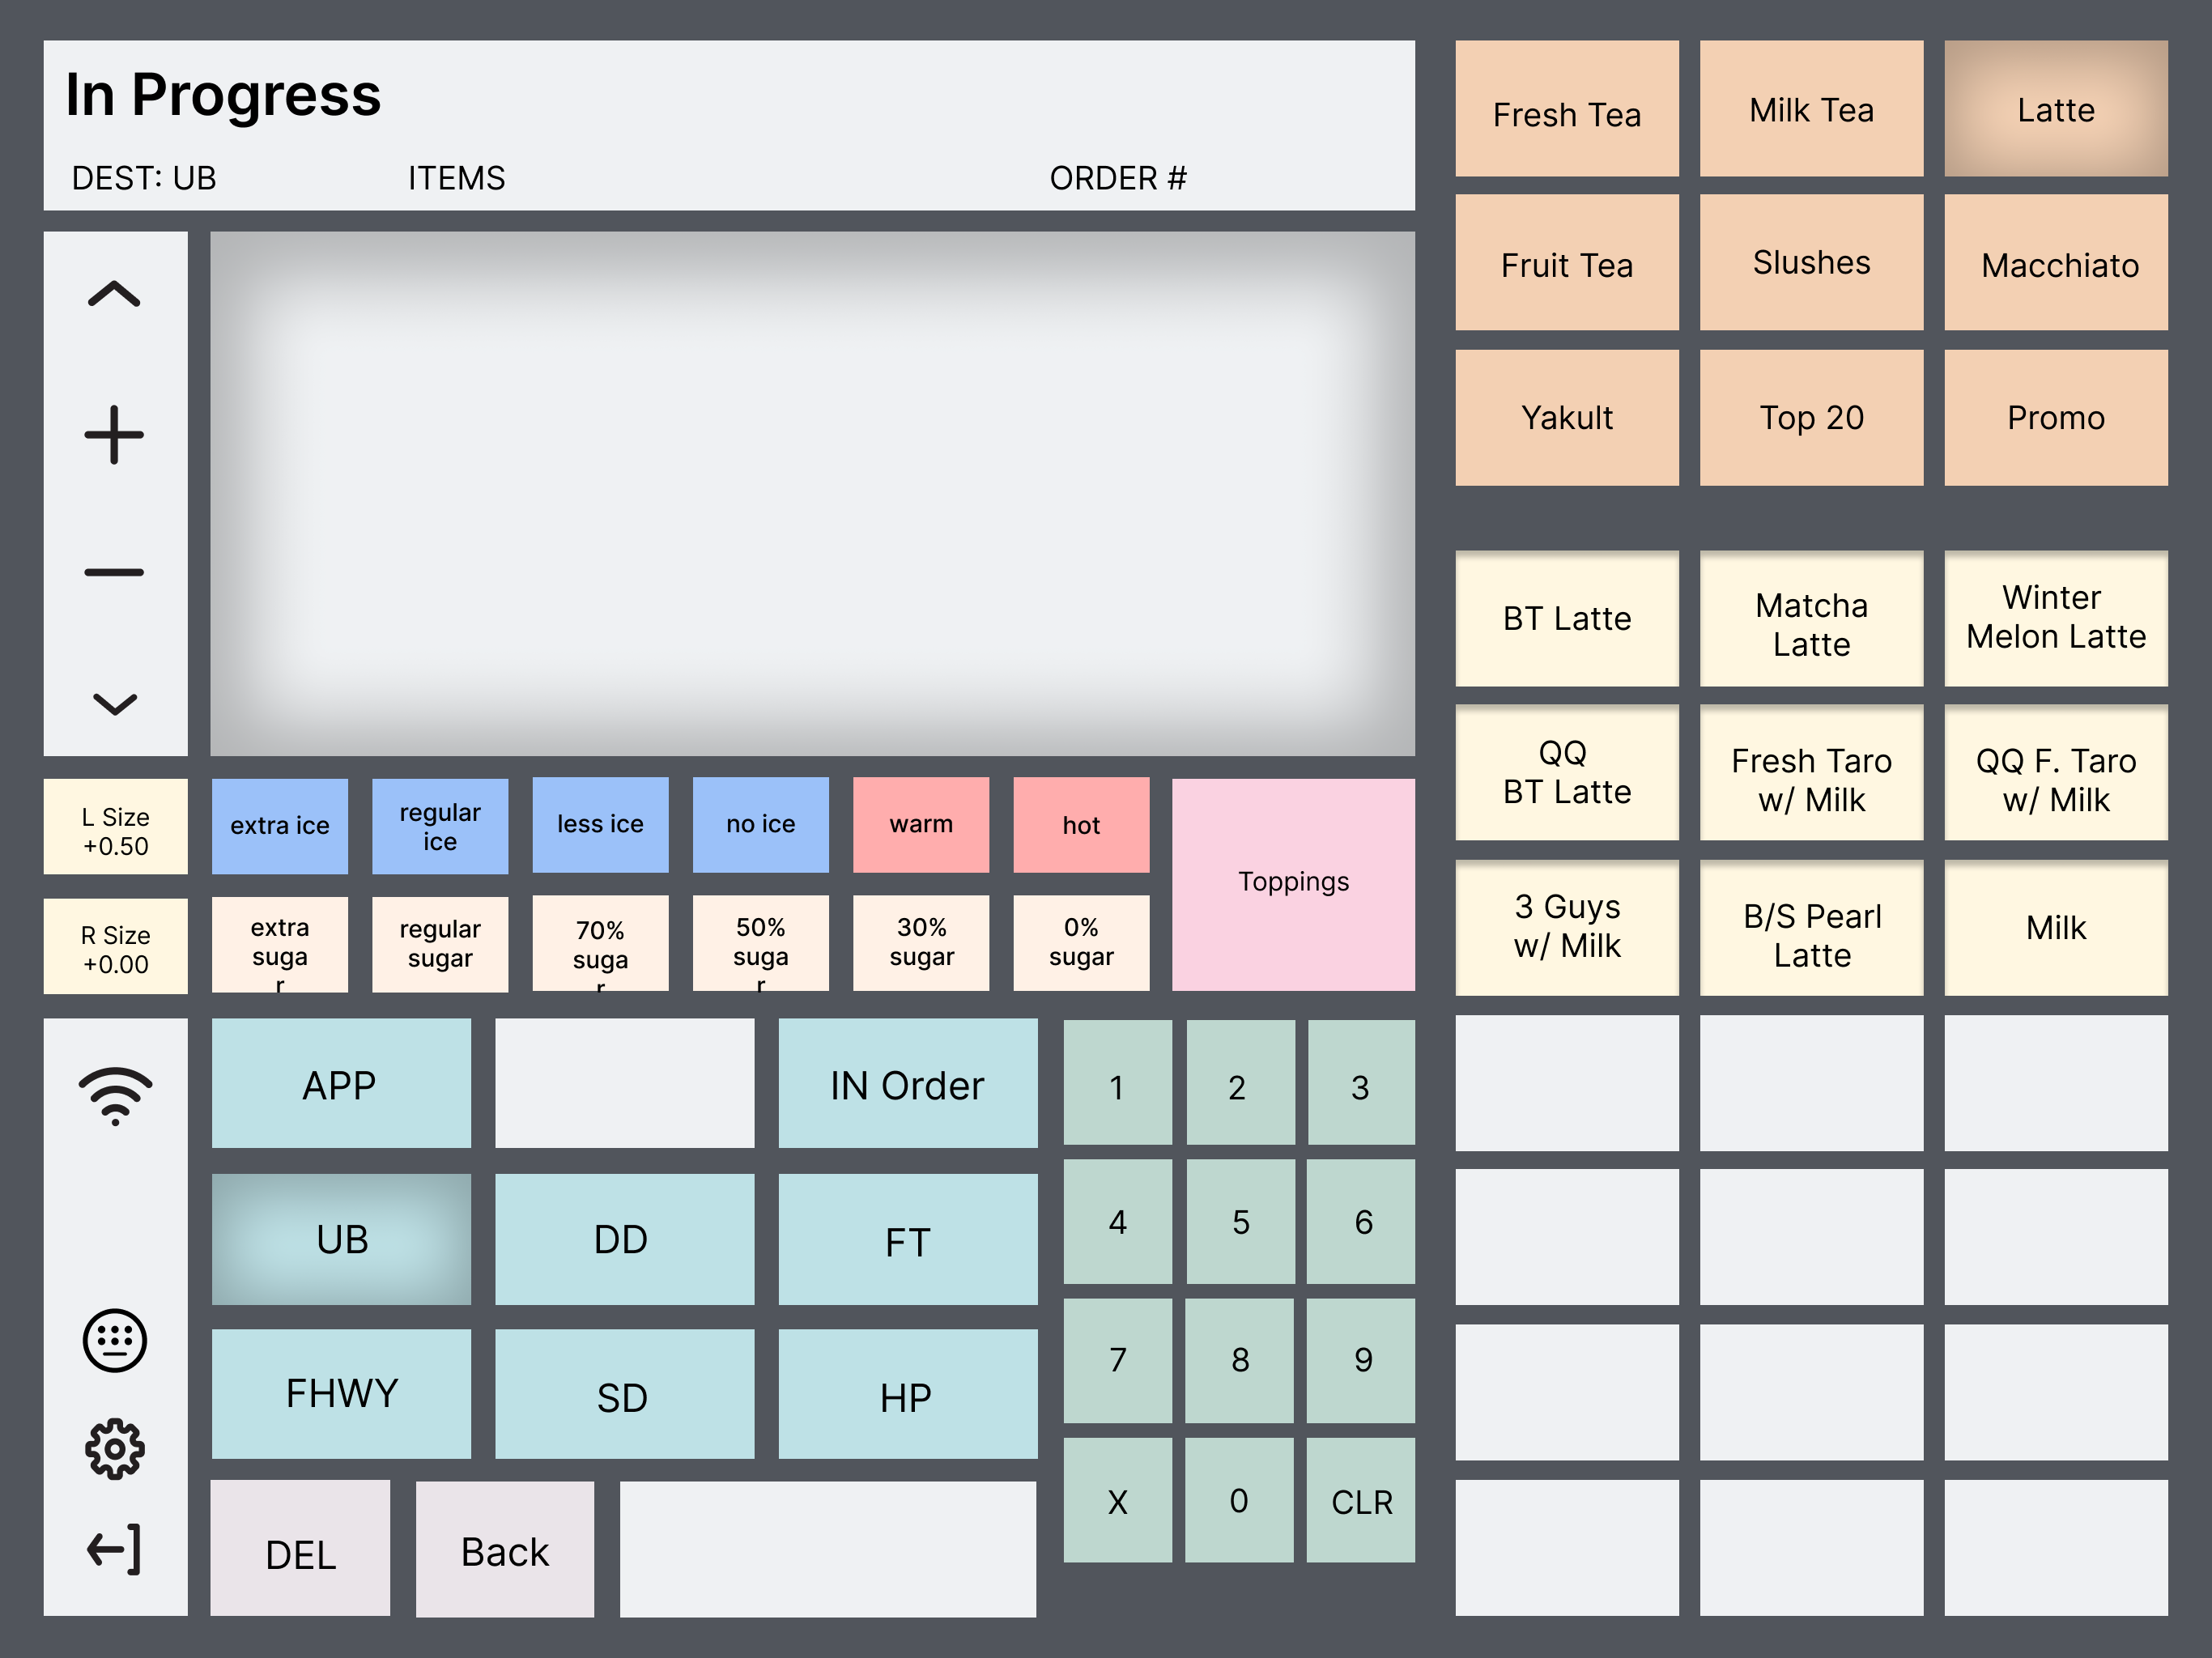 In Progress
DEST: UB
ITEMS
ORDER #
Fresh Tea
Milk Tea
Latte
Fruit Tea
Slushes
Macchiato
Yakult
Top 20
Promo
BT Latte
Matcha
Latte
Winter
Melon Latte
QQ
BT Latte
Fresh Taro
w/ Milk
QQ F. Taro
w/ Milk
3 Guys
w/ Milk
B/S Pearl
Latte
Milk
L Size
+0.50
extra ice
regular
ice
less ice
no ice
warm
hot
Toppings
R Size
+0.00
extra
suga
r
regular
sugar
70%
suga
r
50%
suga
r
30%
sugar
0%
sugar
APP
IN Order
UB
DD
FT
FHWY
SD
HP
DEL
Back
1
2
3
4
5
6
7
8
9
X
0
CLR